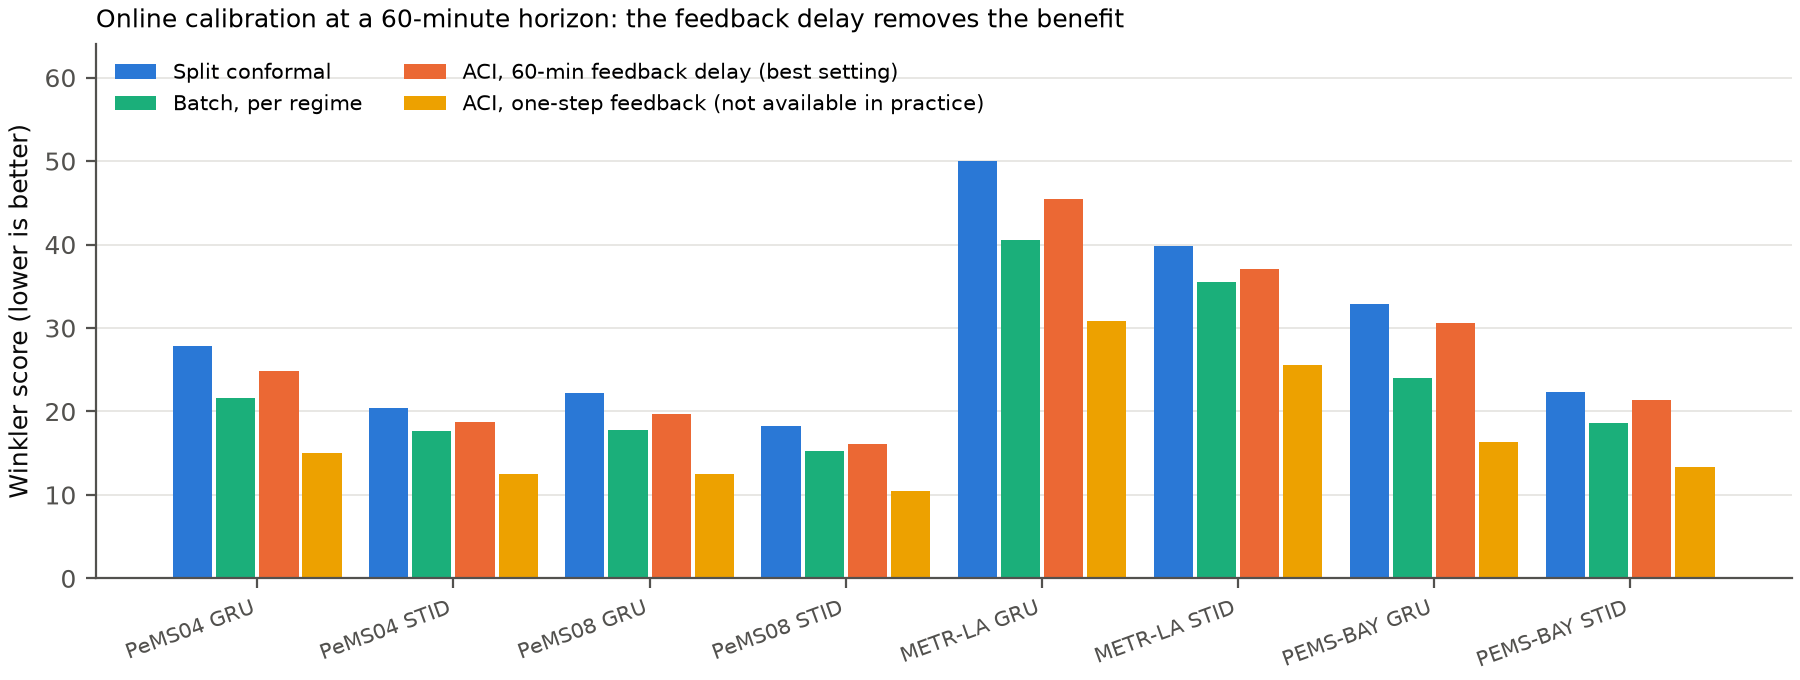 Online calibration at a 60-minute horizon: the feedback delay removes the benefit
Split conformal
Batch, per regime
ACI, 60-min feedback delay (best setting)
ACI, one-step feedback (not available in practice)
Winkler score (lower is better)
60
50
40
30
20
10
0
PeMS04 GRU
PeMS04 STID
PeMS08 GRU
PeMS08 STID
METR-LA GRU
METR-LA STID
PEMS-BAY GRU
PEMS-BAY STID